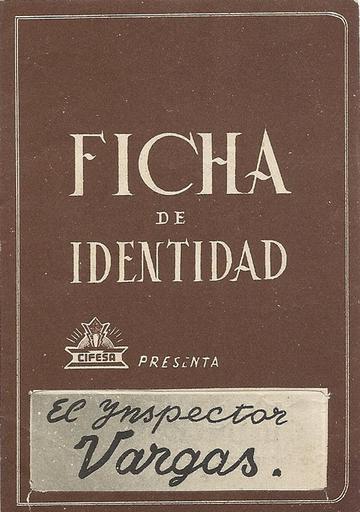 FICHA
DE
IDENTIDAD
CIFESA PRESENTA
El Ynspector
Vargas.